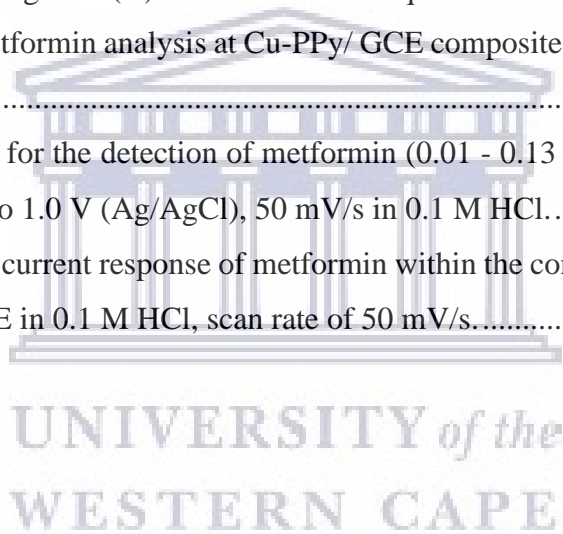 tformin analysis at Cu-PPy/ GCE composite
for the detection of metformin (0.01 - 0.13
o 1.0 V (Ag/AgCl), 50 mV/s in 0.1 M HCl..
current response of metformin within the co
E in 0.1 M HCl, scan rate of 50 mV/s...........
UNIVERSITY of the
WESTERN CAPE